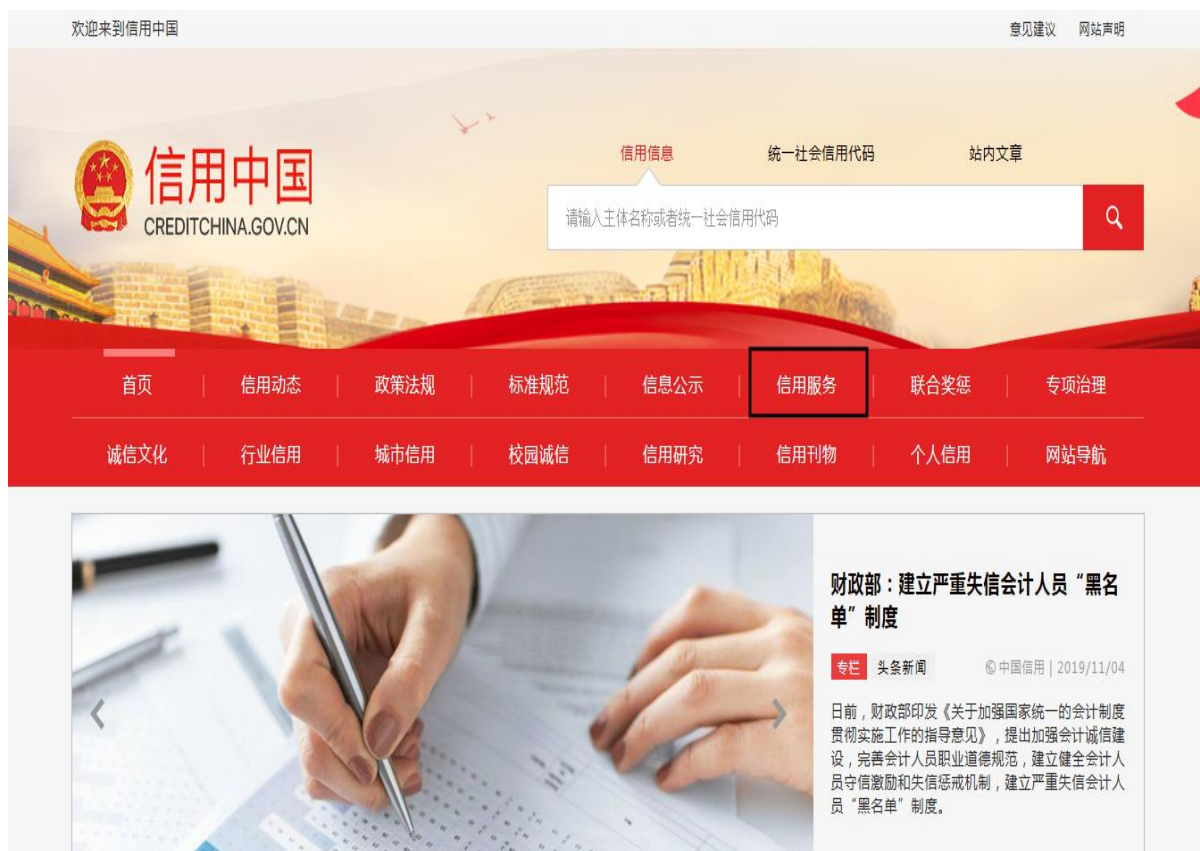 欢迎来到信用中国
意见建议 网站声明
信用信息 统一社会信用代码 站内文章
信用中国
CREDITCHINA.GOV.CN
请输入主体名称或者统一社会信用代码
首页 信用动态 政策法规 标准规范 信息公示 信用服务 联合奖惩 专项治理
诚信文化 行业信用 城市信用 校园诚信 信用研究 信用刊物 个人信用 网站导航
财政部：建立严重失信会计人员“黑名
单”制度
专栏 头条新闻 中国信用 | 2019/11/04
日前，财政部印发《关于加强国家统一的会计制度
贯彻实施工作的指导意见》，提出加强会计诚信建
设，完善会计人员职业道德规范，建立健全会计人
员守信激励和失信惩戒机制，建立严重失信会计人
员“黑名单”制度。